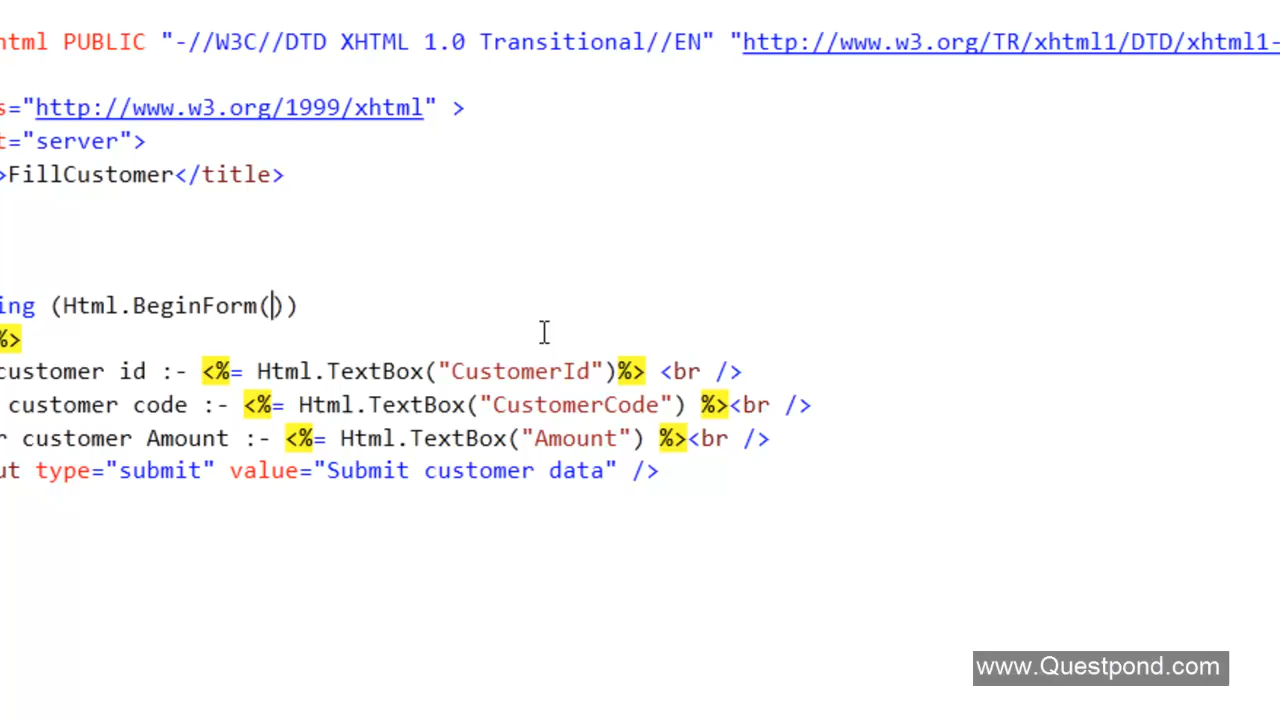 html PUBLIC "-//W3C//DTD XHTML 1.0 Transitional//EN" "http://www.w3.org/TR/xhtml1/DTD/xhtml1-
s="http://www.w3.org/1999/xhtml" >
t="server">
>FillCustomer</title>
ing (Html.BeginForm())
%>
customer id :- <%= Html.TextBox("CustomerId")%> <br />
customer code :- <%= Html.TextBox("CustomerCode") %><br />
r customer Amount :- <%= Html.TextBox("Amount") %><br />
ut type="submit" value="Submit customer data" />
www.Questpond.com